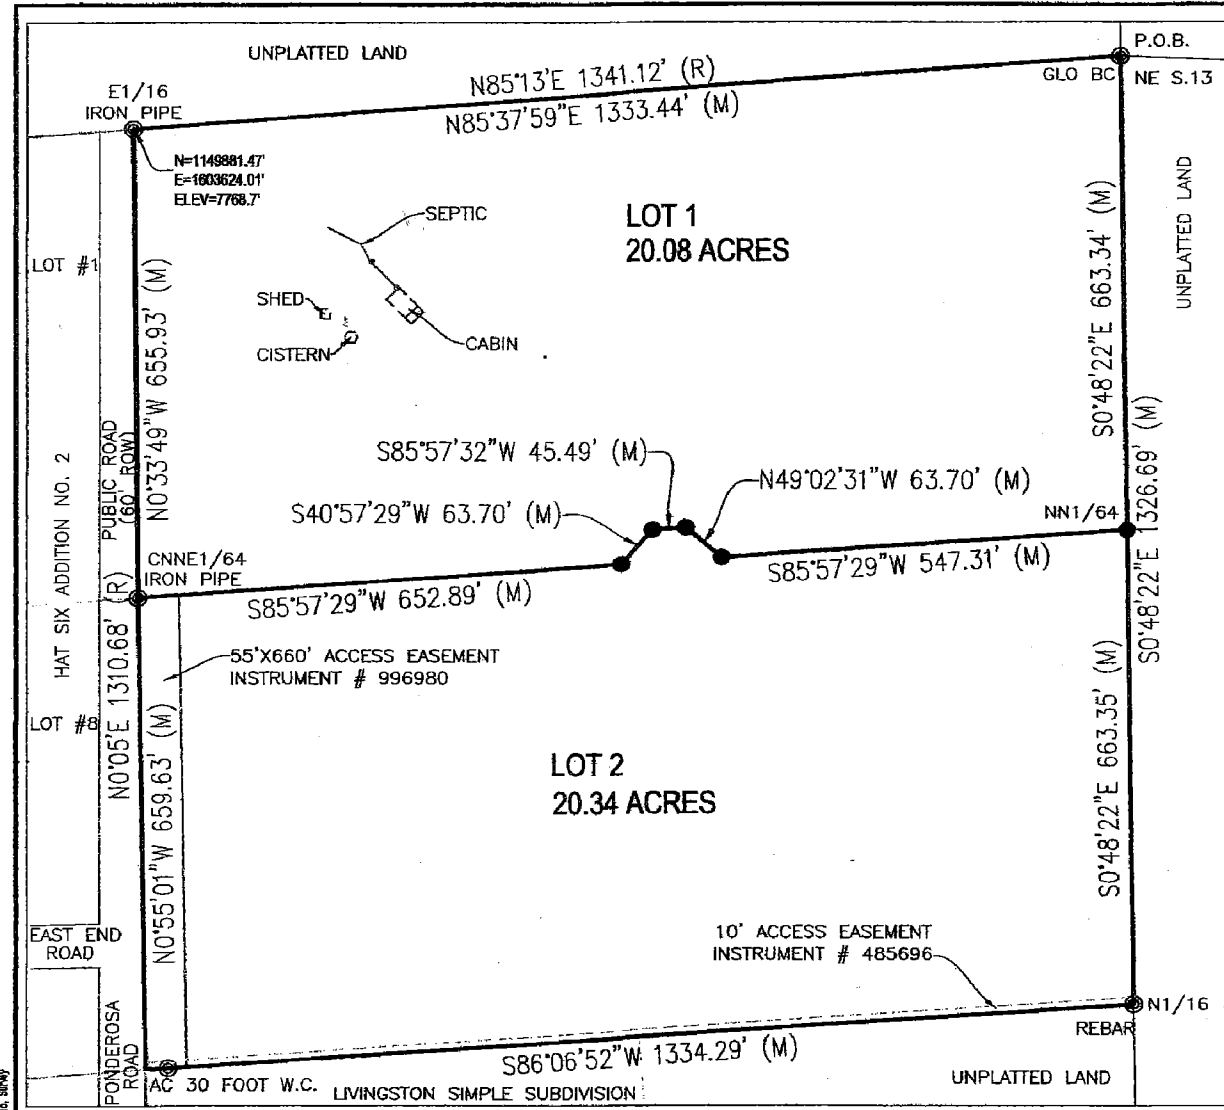 UNPLATTED LAND
P.O.B.
N85°13'E 1341.12' (R)
GLO BC
NE S.13
E1/16
IRON PIPE
N85°37'59"E 1333.44' (M)
N=1149881.47'
E=1603624.01'
ELEV=7768.7'
UNPLATTED LAND
LOT 1
20.08 ACRES
SEPTIC
LOT #1
SHED
CISTERN
CABIN
N0°33'49"W 655.93' (M)
S0°48'22"E 663.34' (M)
PUBLIC ROAD
(60' ROW)
HAT SIX ADDITION NO. 2
S85°57'32"W 45.49' (M)
N49°02'31"W 63.70' (M)
S40°57'29"W 63.70' (M)
NN1/64
S0°48'22"E 1326.69' (M)
CNNE1/64
IRON PIPE
S85°57'29"W 652.89' (M)
S85°57'29"W 547.31' (M)
N0°05'E 1310.68' (R)
55'X660' ACCESS EASEMENT
INSTRUMENT # 996980
LOT #8
N0°55'01"W 659.63' (M)
S0°48'22"E 663.35' (M)
LOT 2
20.34 ACRES
EAST END
ROAD
10' ACCESS EASEMENT
INSTRUMENT # 485696
N1/16
REBAR
PONDEROSA
ROAD
S86°06'52"W 1334.29' (M)
AC 30 FOOT W.C.
LIVINGSTON SIMPLE SUBDIVISION
UNPLATTED LAND